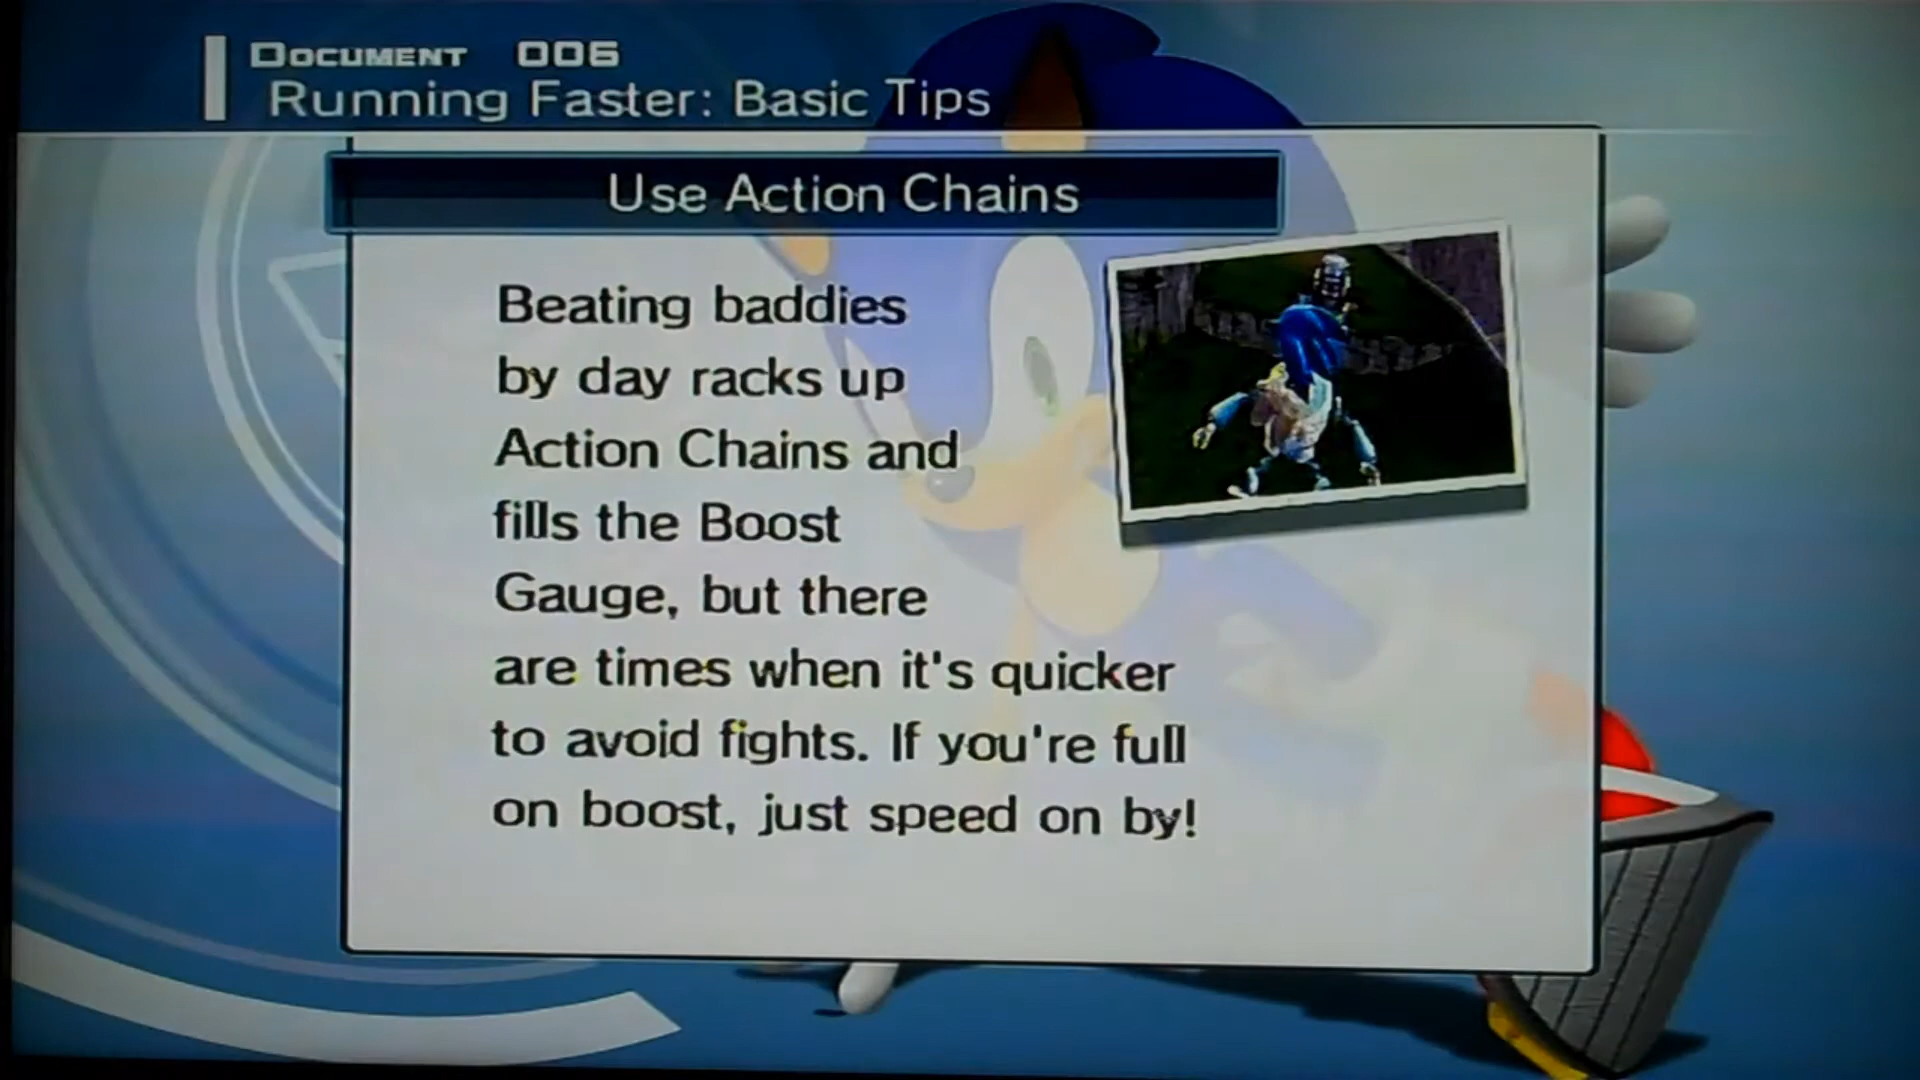 DOCUMENT 006
Running Faster: Basic Tips
Use Action Chains
Beating baddies
by day racks up
Action Chains and
fills the Boost
Gauge, but there
are times when it's quicker
to avoid fights. If you're full
on boost, just speed on by!